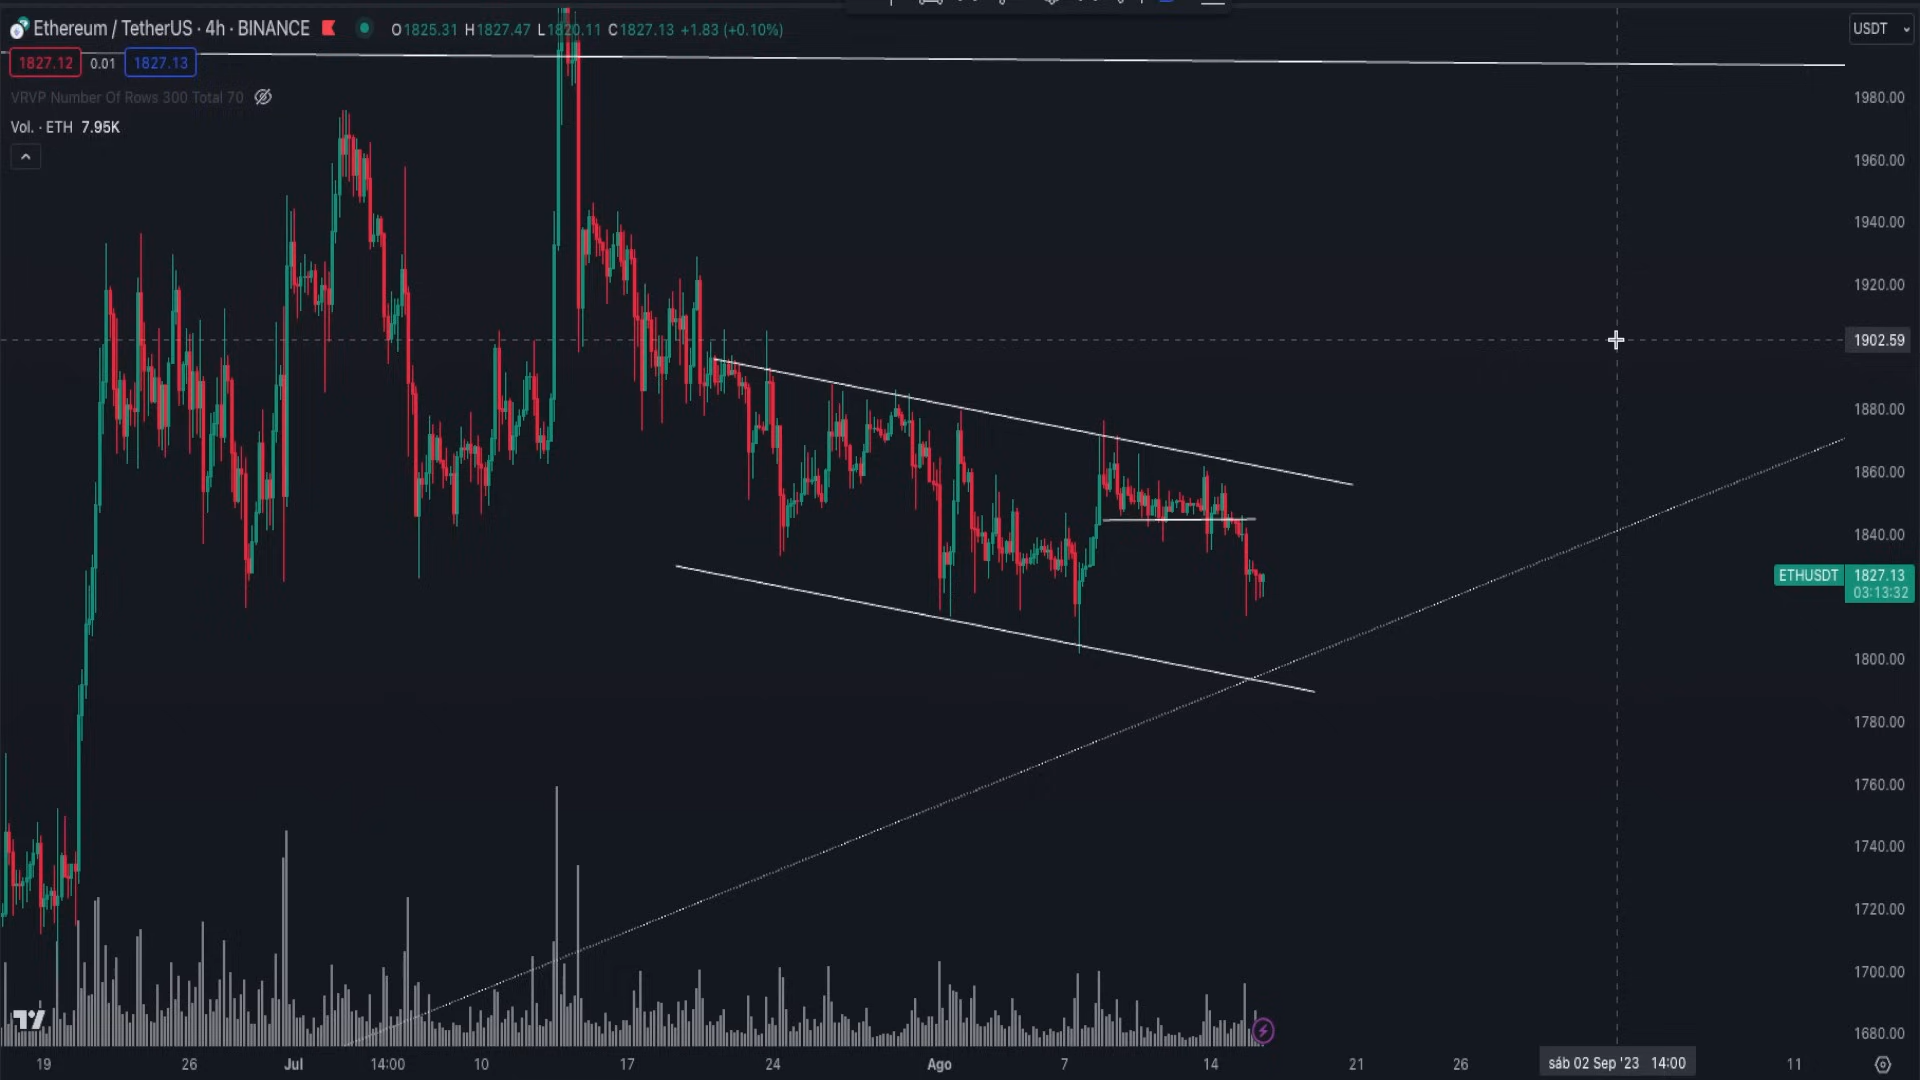 Ethereum / TetherUS · 4h · BINANCE O1825.31 H1827.47 L1820.11 C1827.13 +1.83 (+0.10%)
USDT
1827.12 0.01 1827.13
VRVP Number Of Rows 300 Total 70
Vol. · ETH 7.95K
1980.00
1960.00
1940.00
1920.00
1902.59
1880.00
1860.00
1840.00
ETHUSDT 1827.13
03:13:32
1800.00
1780.00
1760.00
1740.00
1720.00
1700.00
1680.00
19 26 Jul 14:00 10 17 24 Ago 7 14 21 26 sáb 02 Sep '23 14:00 11